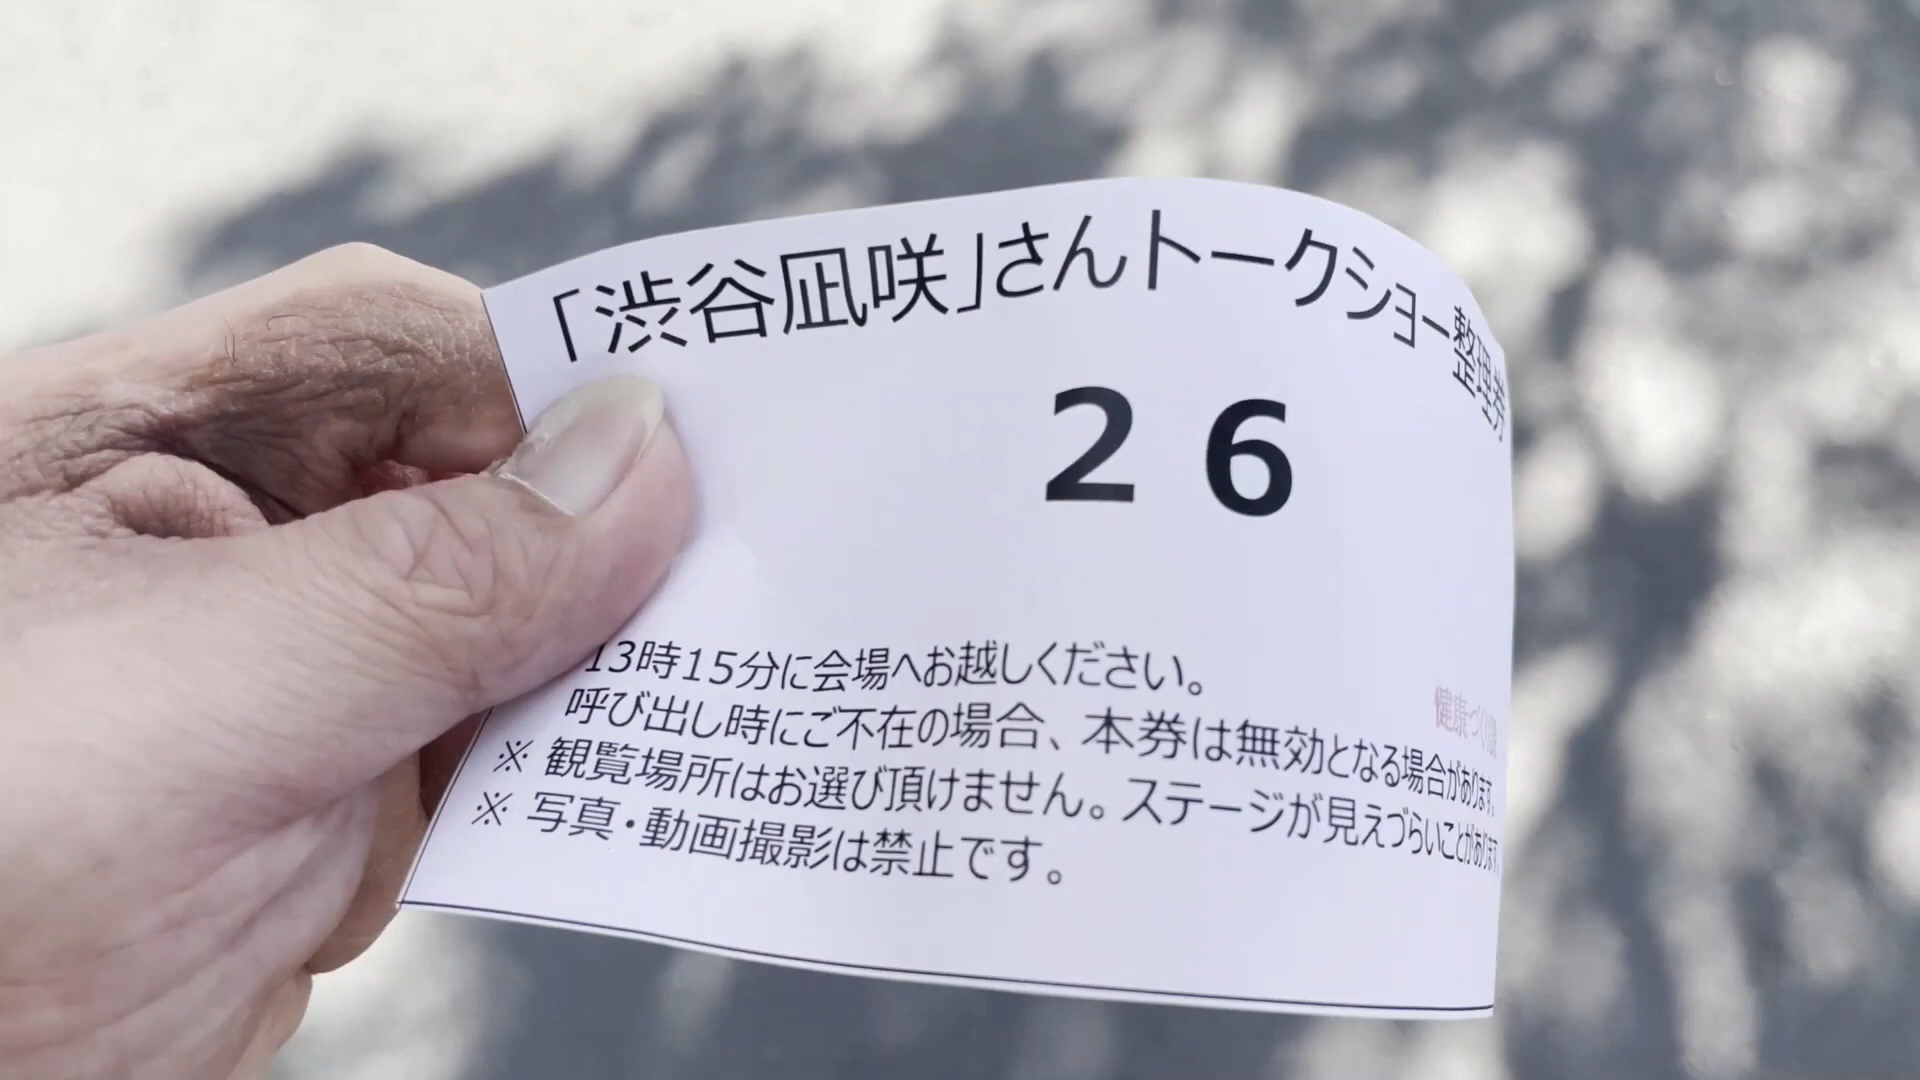 「渋谷凪咲」さんトークショー整理券
26
13時15分に会場へお越しください。
呼び出し時にご不在の場合、本券は無効となる場合があります。
※ 観覧場所はお選び頂けません。ステージが見えづらいことがあります。
※ 写真・動画撮影は禁止です。
健康づくり